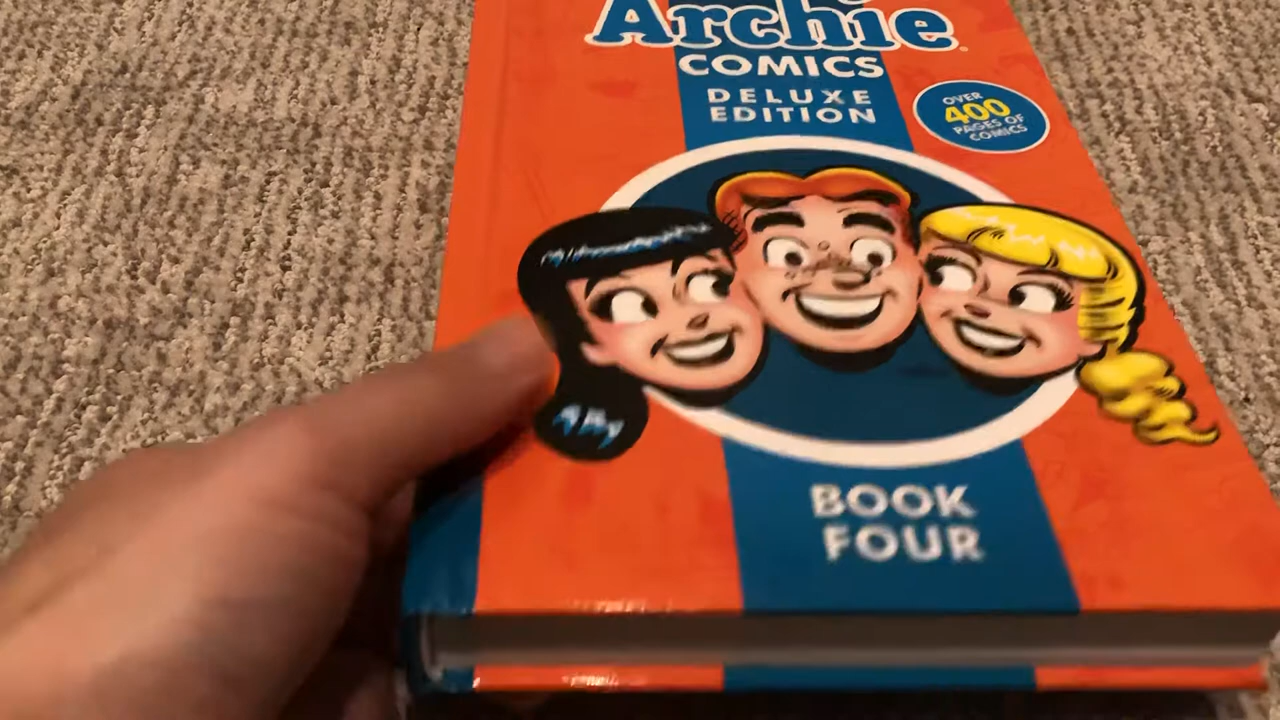 Archie
COMICS
DELUXE
EDITION
OVER
400
PAGES OF
COMICS
BOOK
FOUR